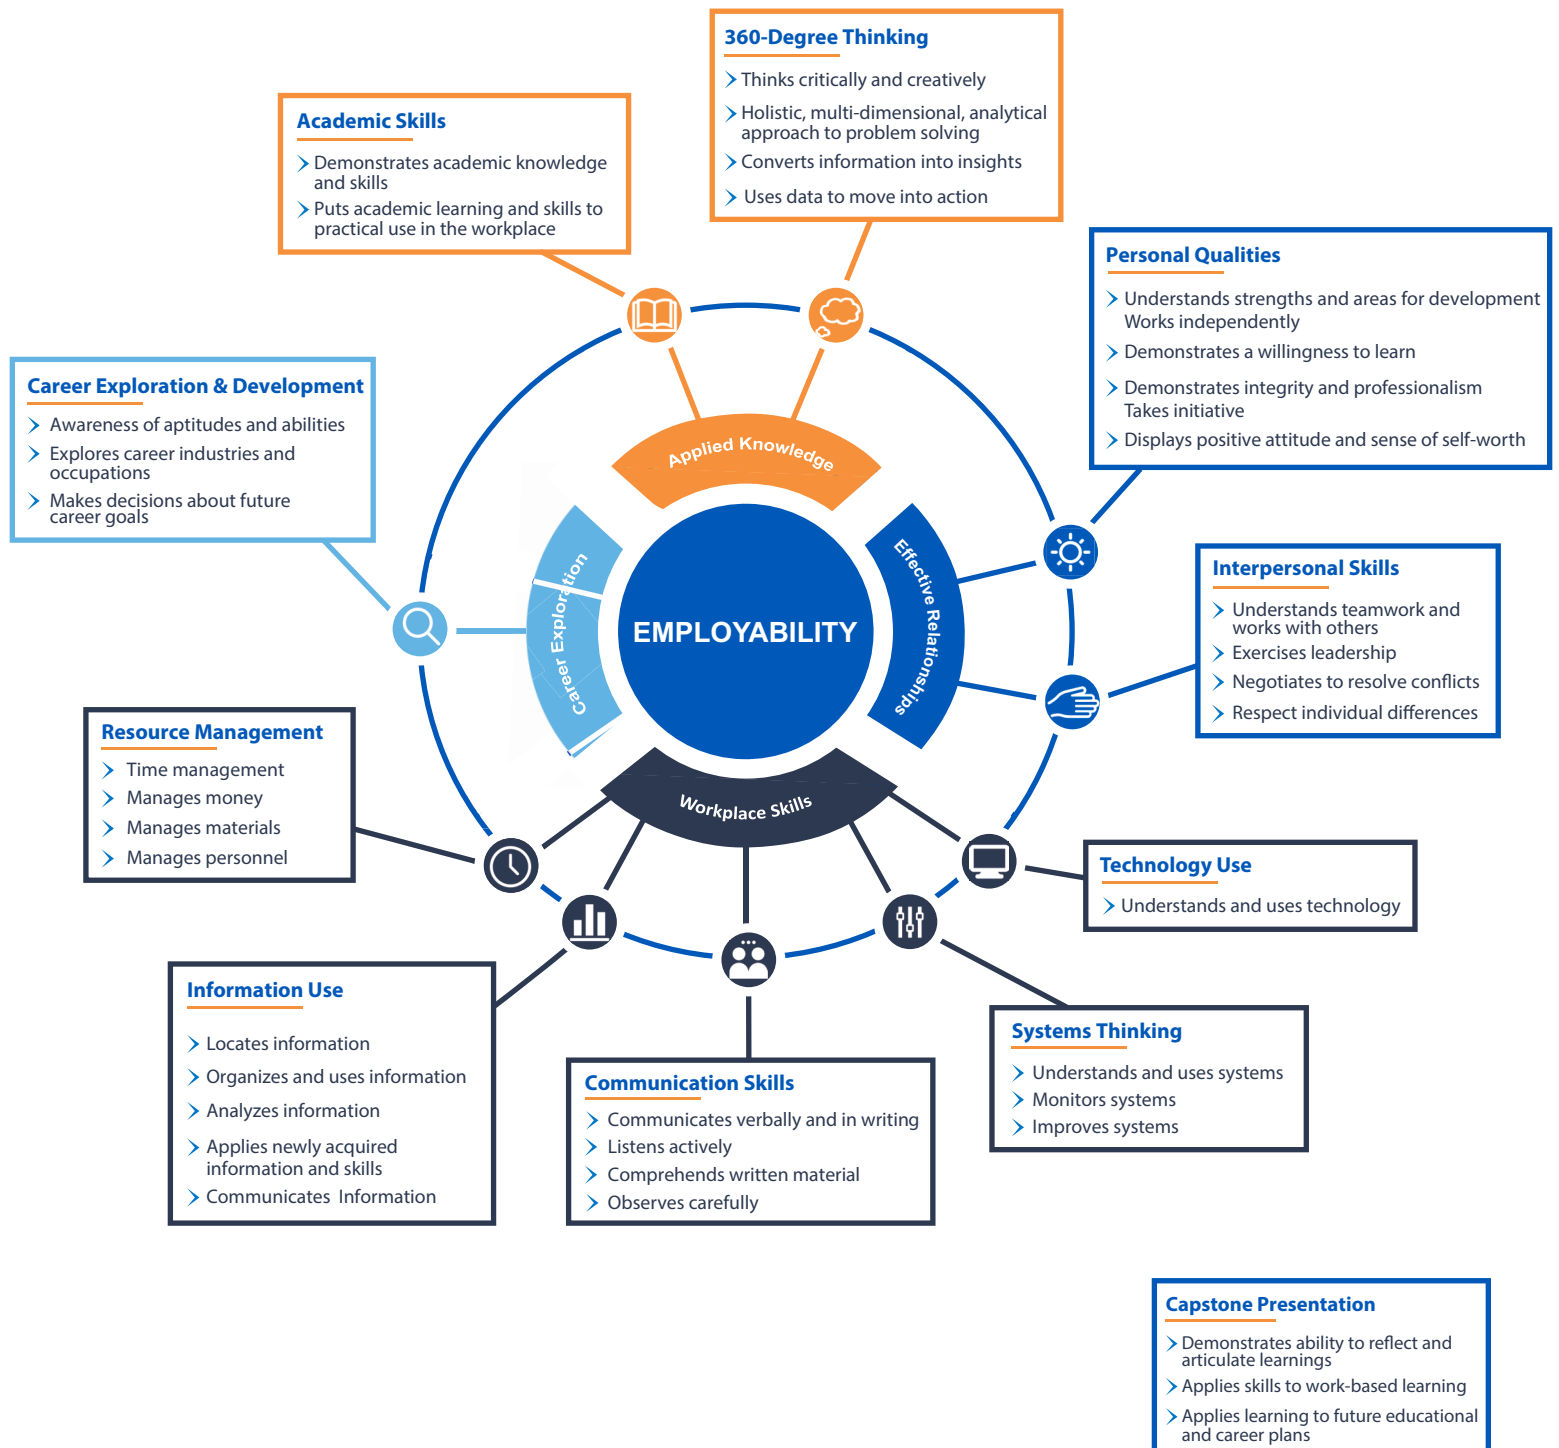 360-Degree Thinking
Thinks critically and creatively
Holistic, multi-dimensional, analytical
approach to problem solving
Converts information into insights
Uses data to move into action
Academic Skills
Demonstrates academic knowledge
and skills
Puts academic learning and skills to
practical use in the workplace
Personal Qualities
Understands strengths and areas for development
Works independently
Demonstrates a willingness to learn
Demonstrates integrity and professionalism
Takes initiative
Displays positive attitude and sense of self-worth
Career Exploration & Development
Awareness of aptitudes and abilities
Explores career industries and
occupations
Makes decisions about future
career goals
Applied Knowledge
Effective Relationships
Career Exploration
EMPLOYABILITY
Workplace Skills
Interpersonal Skills
Understands teamwork and
works with others
Exercises leadership
Negotiates to resolve conflicts
Respect individual differences
Resource Management
Time management
Manages money
Manages materials
Manages personnel
Technology Use
Understands and uses technology
Information Use
Locates information
Organizes and uses information
Analyzes information
Applies newly acquired
information and skills
Communicates Information
Communication Skills
Communicates verbally and in writing
Listens actively
Comprehends written material
Observes carefully
Systems Thinking
Understands and uses systems
Monitors systems
Improves systems
Capstone Presentation
Demonstrates ability to reflect and
articulate learnings
Applies skills to work-based learning
Applies learning to future educational
and career plans